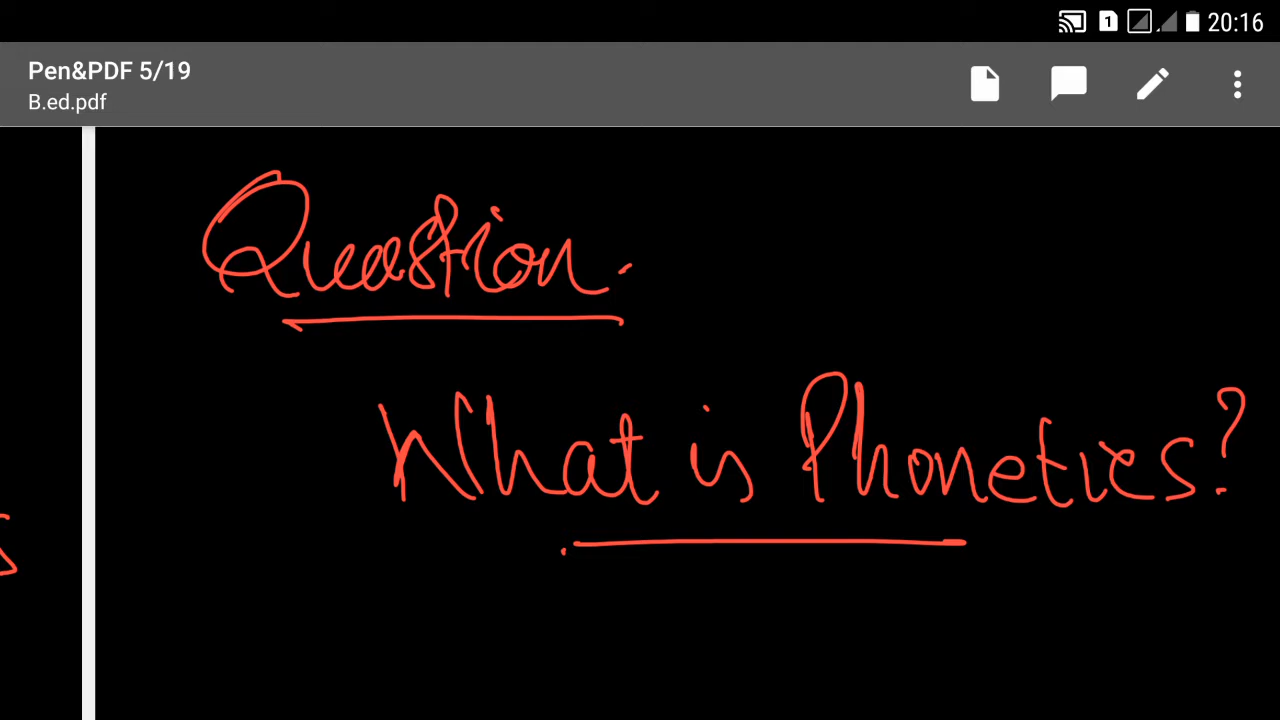 20:16
Pen&PDF 5/19
B.ed.pdf
Question.
What is Phonetics?